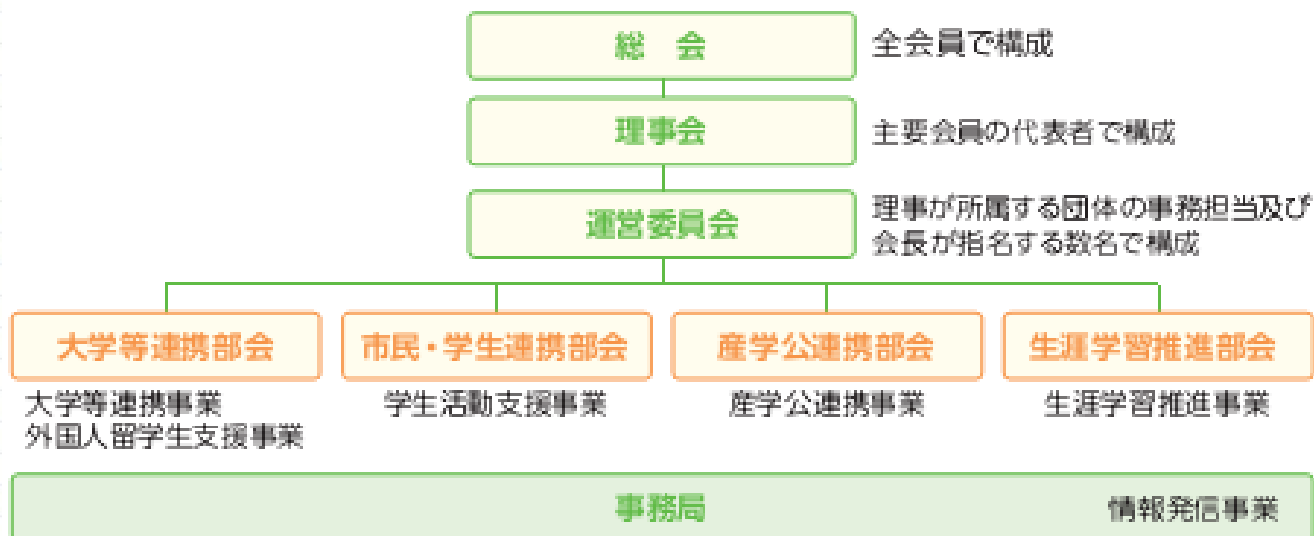 総　会
全会員で構成
理事会
主要会員の代表者で構成
運営委員会
理事が所属する団体の事務担当及び
会長が指名する数名で構成
大学等連携部会
市民・学生連携部会
産学公連携部会
生涯学習推進部会
大学等連携事業
外国人留学生支援事業
学生活動支援事業
産学公連携事業
生涯学習推進事業
事務局
情報発信事業